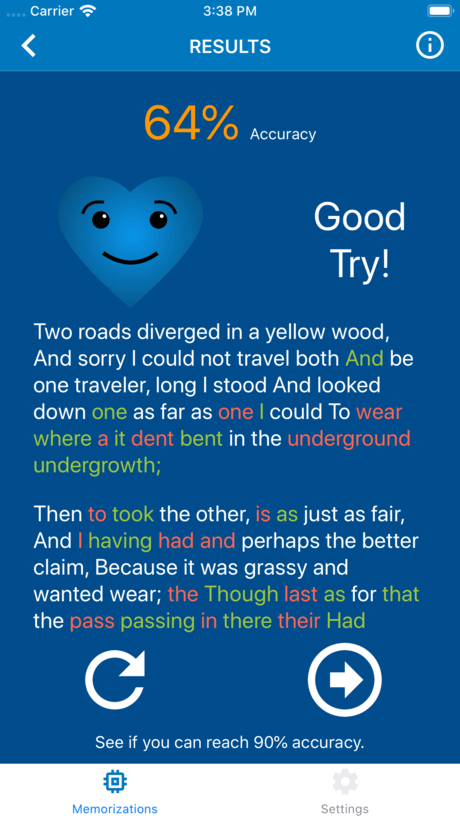 Carrier 3:38 PM
RESULTS
64% Accuracy
Good
Try!
Two roads diverged in a yellow wood,
And sorry I could not travel both And be
one traveler, long I stood And looked
down one as far as one I could To wear
where a it dent bent in the underground
undergrowth;
Then to took the other, is as just as fair,
And I having had and perhaps the better
claim, Because it was grassy and
wanted wear; the Though last as for that
the pass passing in there their Had
See if you can reach 90% accuracy.
Memorizations Settings